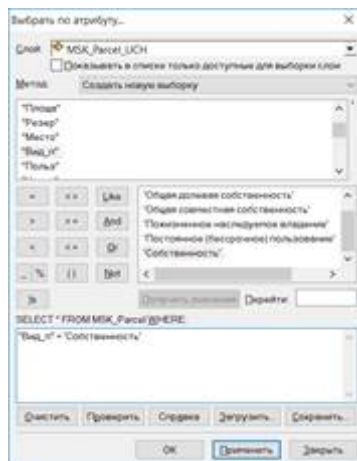 Выбрать по атрибуту...
Слой: MSK_Parcel_UCH
Показывать в списке только доступные для выборки слои
Метод: Создать новую выборку
"Площа"
"Резер"
"Место"
"Вид_п"
"Польз"
= <> Like
> >= And
< <= Or
_ % () Not
Is
'Общая долевая собственность'
'Общая совместная собственность'
'Пожизненное наследуемое владение'
'Постоянное (бессрочное) пользование'
'Собственность'
Получить значения Перейти:
SELECT * FROM MSK_Parcel WHERE:
"Вид_п" = 'Собственность'
Очистить Проверить Справка Загрузить... Сохранить...
OK Применить Закрыть